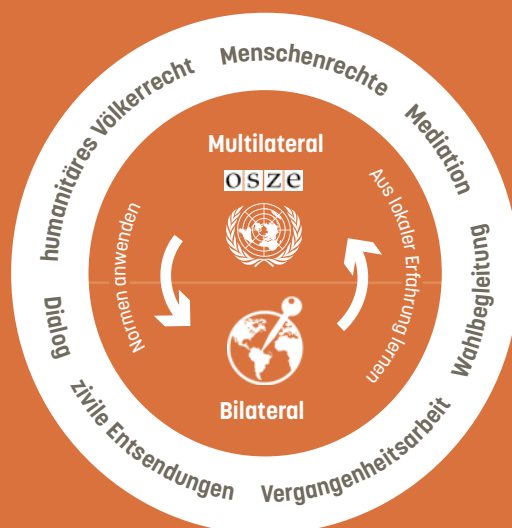 Menschenrechte
Mediation
Wahlbegleitung
Vergangenheitsarbeit
zivile Entsendungen
Dialog
humanitäres Völkerrecht
Multilateral
osze
Normen anwenden
Aus lokaler Erfahrung lernen
Bilateral